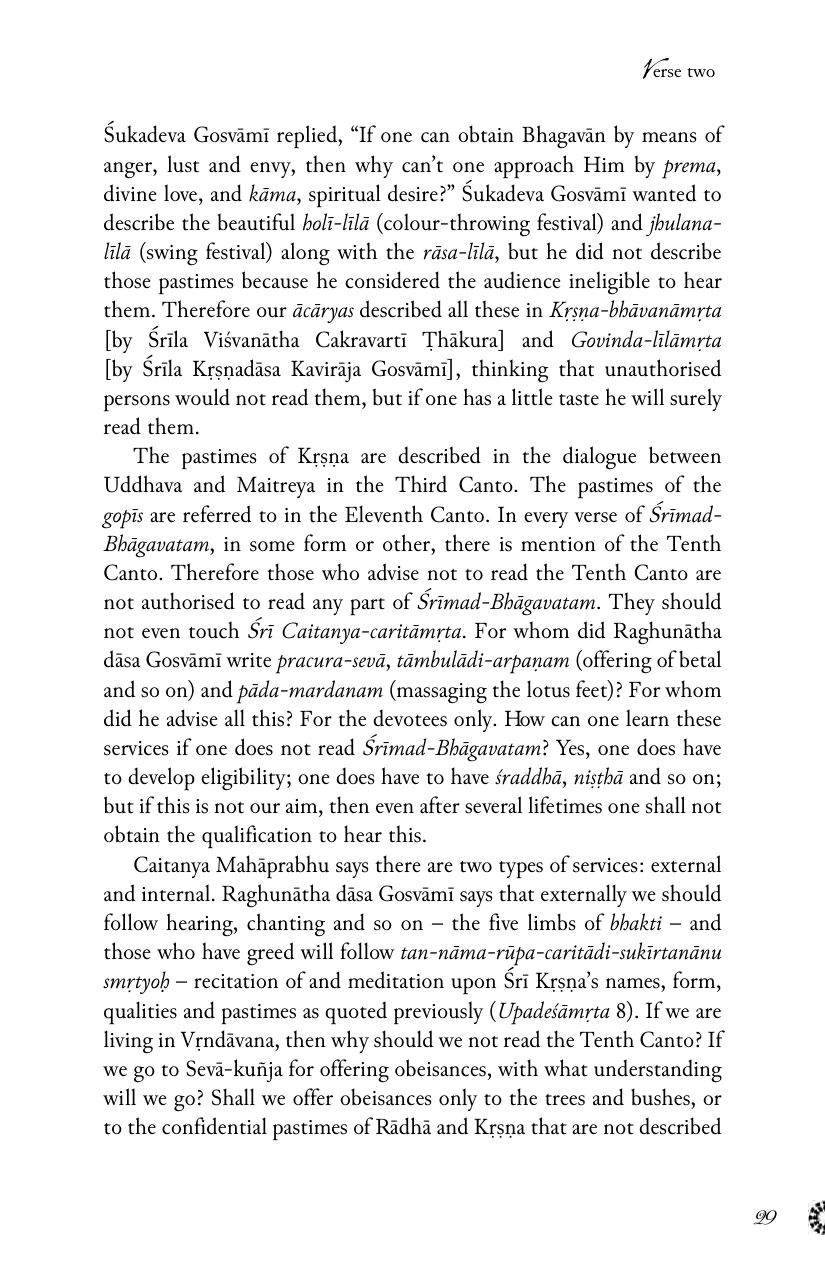 Verse two
Śukadeva Gosvāmī replied, “If one can obtain Bhagavān by means of
anger, lust and envy, then why can’t one approach Him by prema,
divine love, and kāma, spiritual desire?” Śukadeva Gosvāmī wanted to
describe the beautiful holī-līlā (colour-throwing festival) and jhulana-
līlā (swing festival) along with the rāsa-līlā, but he did not describe
those pastimes because he considered the audience ineligible to hear
them. Therefore our ācāryas described all these in Kṛṣṇa-bhāvanāmṛta
[by Śrīla Viśvanātha Cakravartī Ṭhākura] and Govinda-līlāmṛta
[by Śrīla Kṛṣṇadāsa Kavirāja Gosvāmī], thinking that unauthorised
persons would not read them, but if one has a little taste he will surely
read them.
The pastimes of Kṛṣṇa are described in the dialogue between
Uddhava and Maitreya in the Third Canto. The pastimes of the
gopīs are referred to in the Eleventh Canto. In every verse of Śrīmad-
Bhāgavatam, in some form or other, there is mention of the Tenth
Canto. Therefore those who advise not to read the Tenth Canto are
not authorised to read any part of Śrīmad-Bhāgavatam. They should
not even touch Śrī Caitanya-caritāmṛta. For whom did Raghunātha
dāsa Gosvāmī write pracura-sevā, tāmbulādi-arpaṇam (offering of betal
and so on) and pāda-mardanam (massaging the lotus feet)? For whom
did he advise all this? For the devotees only. How can one learn these
services if one does not read Śrīmad-Bhāgavatam? Yes, one does have
to develop eligibility; one does have to have śraddhā, niṣṭhā and so on;
but if this is not our aim, then even after several lifetimes one shall not
obtain the qualification to hear this.
Caitanya Mahāprabhu says there are two types of services: external
and internal. Raghunātha dāsa Gosvāmī says that externally we should
follow hearing, chanting and so on – the five limbs of bhakti – and
those who have greed will follow tan-nāma-rūpa-caritādi-sukīrtanānu
smṛtyoḥ – recitation of and meditation upon Śrī Kṛṣṇa’s names, form,
qualities and pastimes as quoted previously (Upadeśāmṛta 8). If we are
living in Vṛndāvana, then why should we not read the Tenth Canto? If
we go to Sevā-kuñja for offering obeisances, with what understanding
will we go? Shall we offer obeisances only to the trees and bushes, or
to the confidential pastimes of Rādhā and Kṛṣṇa that are not described
29